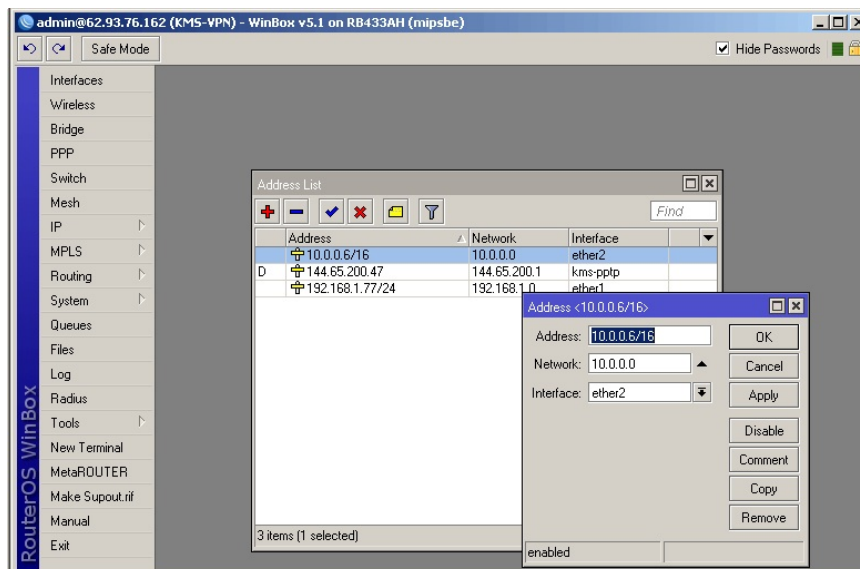 admin@62.93.76.162 (KMS-VPN) - WinBox v5.1 on RB433AH (mipsbe)
Safe Mode
Hide Passwords
Interfaces
Wireless
Bridge
PPP
Switch
Mesh
IP
MPLS
Routing
System
Queues
Files
Log
Radius
Tools
New Terminal
MetaROUTER
Make Supout.rif
Manual
Exit
RouterOS WinBox
Address List
Find
Address Network Interface
10.0.0.6/16 10.0.0.0 ether2
D 144.65.200.47 144.65.200.1 kms-pptp
192.168.1.77/24 192.168.1.0 ether1
3 items (1 selected)
Address <10.0.0.6/16>
Address: 10.0.0.6/16
Network: 10.0.0.0
Interface: ether2
OK
Cancel
Apply
Disable
Comment
Copy
Remove
enabled